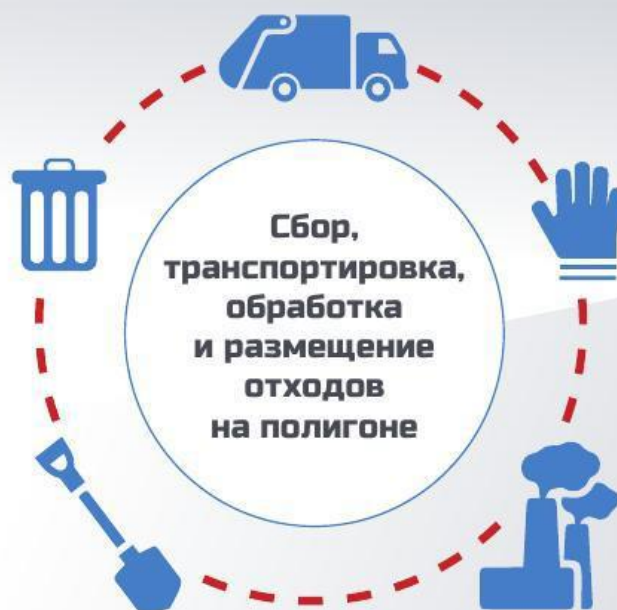 Сбор,
транспортировка,
обработка
и размещение
отходов
на полигоне